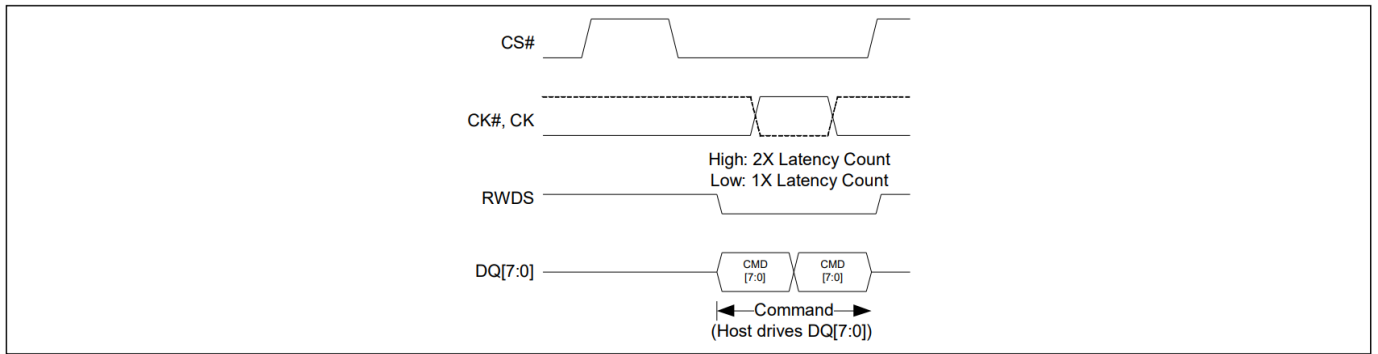 CS#
CK#, CK
High: 2X Latency Count
Low: 1X Latency Count
RWDS
DQ[7:0]
CMD
[7:0]
CMD
[7:0]
Command
(Host drives DQ[7:0])